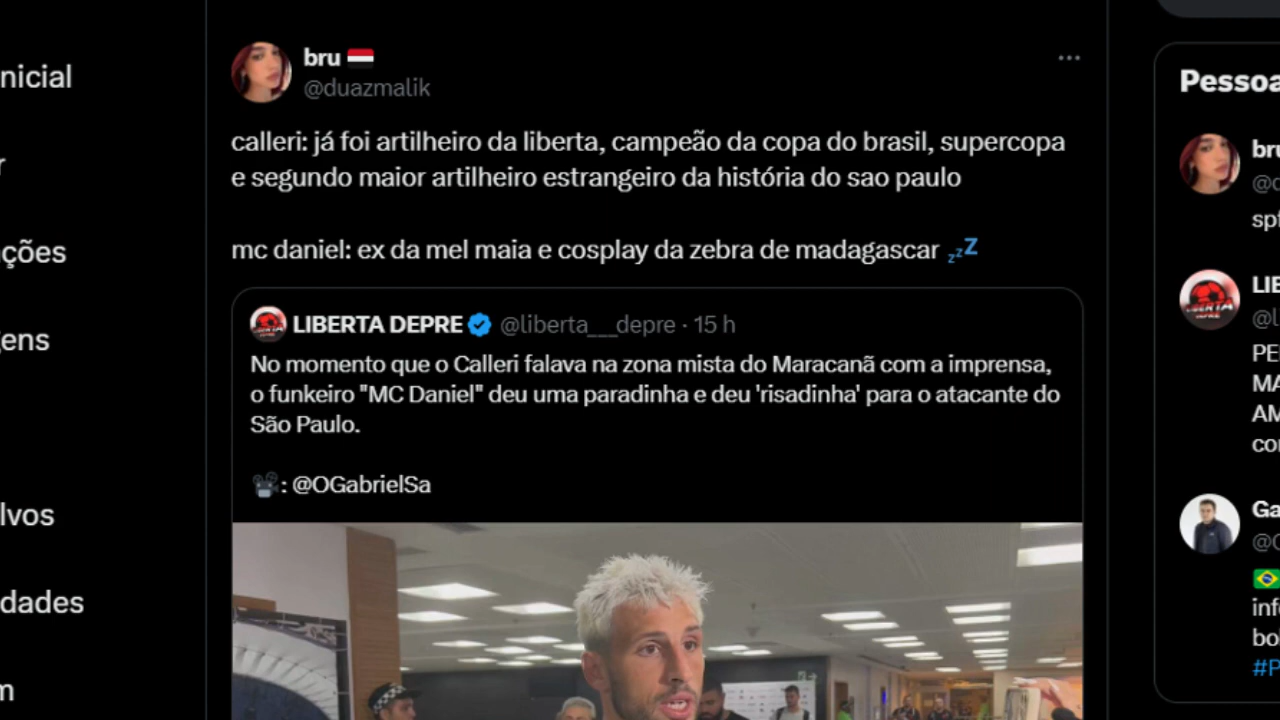 nicial
r
ções
ens
lvos
dades
m
bru
@duazmalik
calleri: já foi artilheiro da liberta, campeão da copa do brasil, supercopa
e segundo maior artilheiro estrangeiro da história do sao paulo
mc daniel: ex da mel maia e cosplay da zebra de madagascar 💤
LIBERTA DEPRE @liberta___depre · 15 h
No momento que o Calleri falava na zona mista do Maracanã com a imprensa,
o funkeiro "MC Daniel" deu uma paradinha e deu 'risadinha' para o atacante do
São Paulo.
: @OGabrielSa
Pessoa
bru
@d
spf
LIB
@l
PE
MA
AM
co
Ga
@O
inf
bo
#P